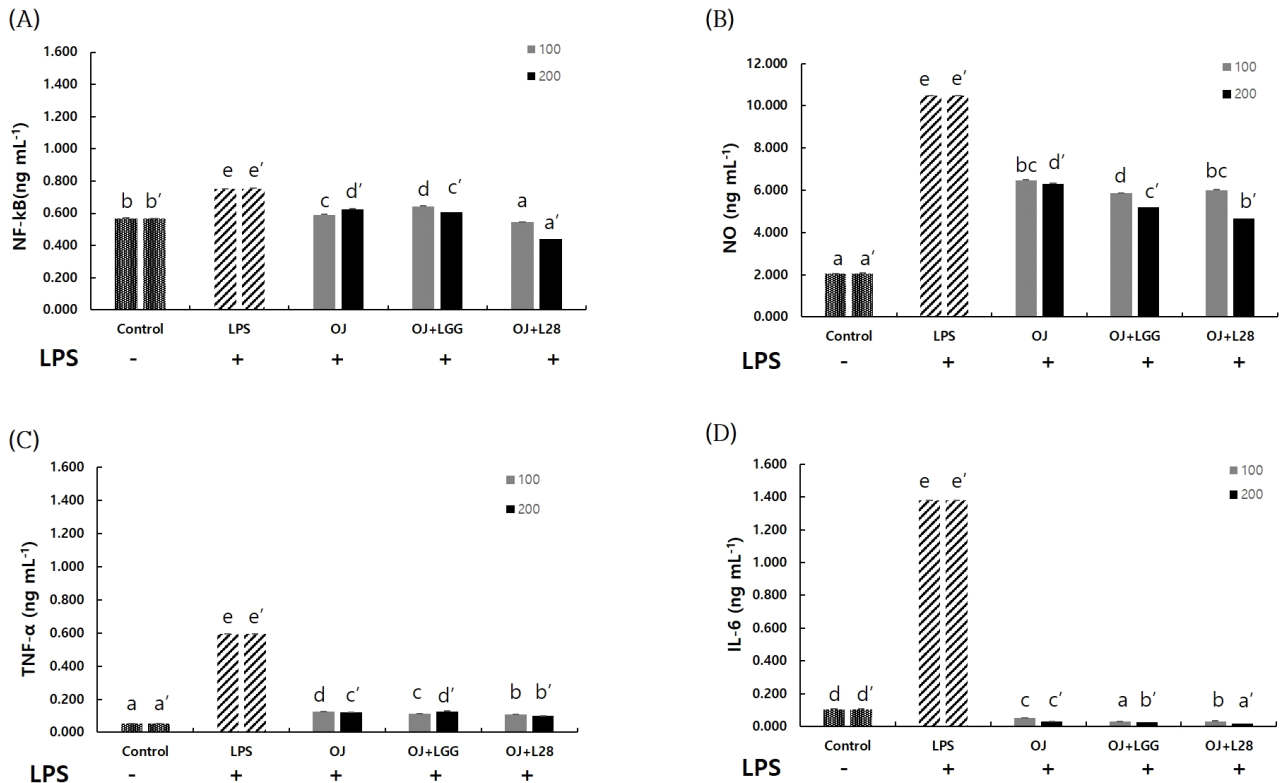 (A)
NF-kB(ng mL-1)
1.600
1.400
1.200
1.000
0.800
0.600
0.400
0.200
0.000
100
200
b b′ e e′ c d′ d c′ a a′
Control LPS OJ OJ+LGG OJ+L28
LPS - + + + +
(B)
NO (ng mL-1)
12.000
10.000
8.000
6.000
4.000
2.000
0.000
100
200
a a′ e e′ bc d′ d c′ bc b′
Control LPS OJ OJ+LGG OJ+L28
LPS - + + + +
(C)
TNF-α (ng mL-1)
1.600
1.400
1.200
1.000
0.800
0.600
0.400
0.200
0.000
100
200
a a′ e e′ d c′ c d′ b b′
Control LPS OJ OJ+LGG OJ+L28
LPS - + + + +
(D)
IL-6 (ng mL-1)
1.600
1.400
1.200
1.000
0.800
0.600
0.400
0.200
0.000
100
200
d d′ e e′ c c′ a b′ b a′
Control LPS OJ OJ+LGG OJ+L28
LPS - + + + +